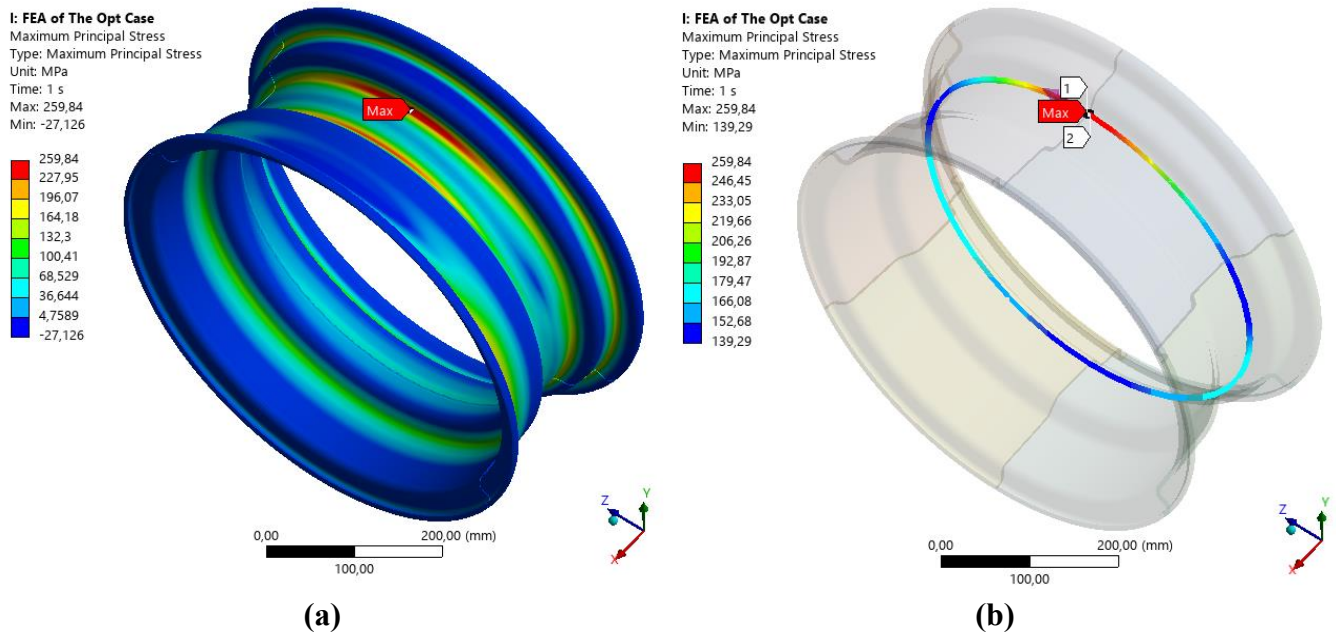 I: FEA of The Opt Case
Maximum Principal Stress
Type: Maximum Principal Stress
Unit: MPa
Time: 1 s
Max: 259,84
Min: -27,126
259,84
227,95
196,07
164,18
132,3
100,41
68,529
36,644
4,7589
-27,126
Max
0,00 200,00 (mm)
100,00
Z Y
X
(a)
I: FEA of The Opt Case
Maximum Principal Stress
Type: Maximum Principal Stress
Unit: MPa
Time: 1 s
Max: 259,84
Min: 139,29
259,84
246,45
233,05
219,66
206,26
192,87
179,47
166,08
152,68
139,29
1
Max
2
0,00 200,00 (mm)
100,00
Z Y
X
(b)